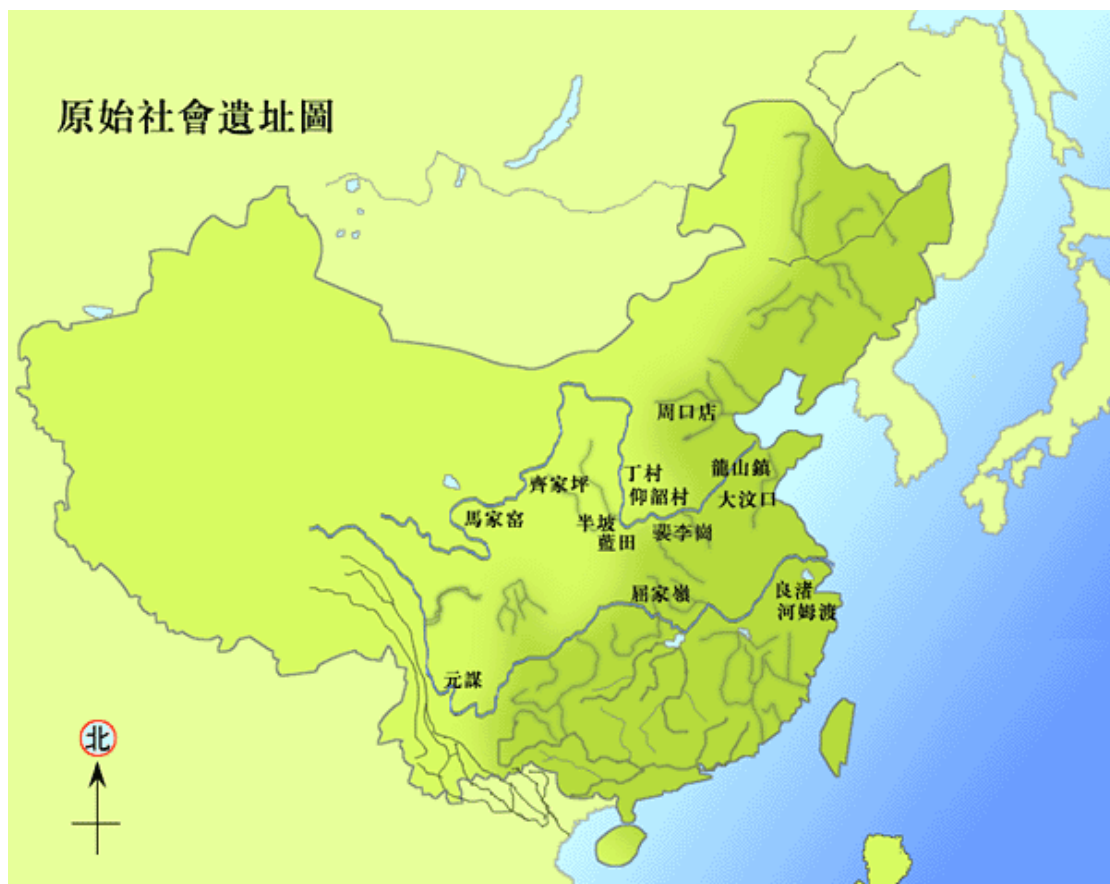 原始社會遺址圖
周口店
龍山鎮
丁村
齊家坪
仰韶村
大汶口
馬家窑
半坡
裴李崗
藍田
屈家嶺
良渚
河姆渡
元謀
北